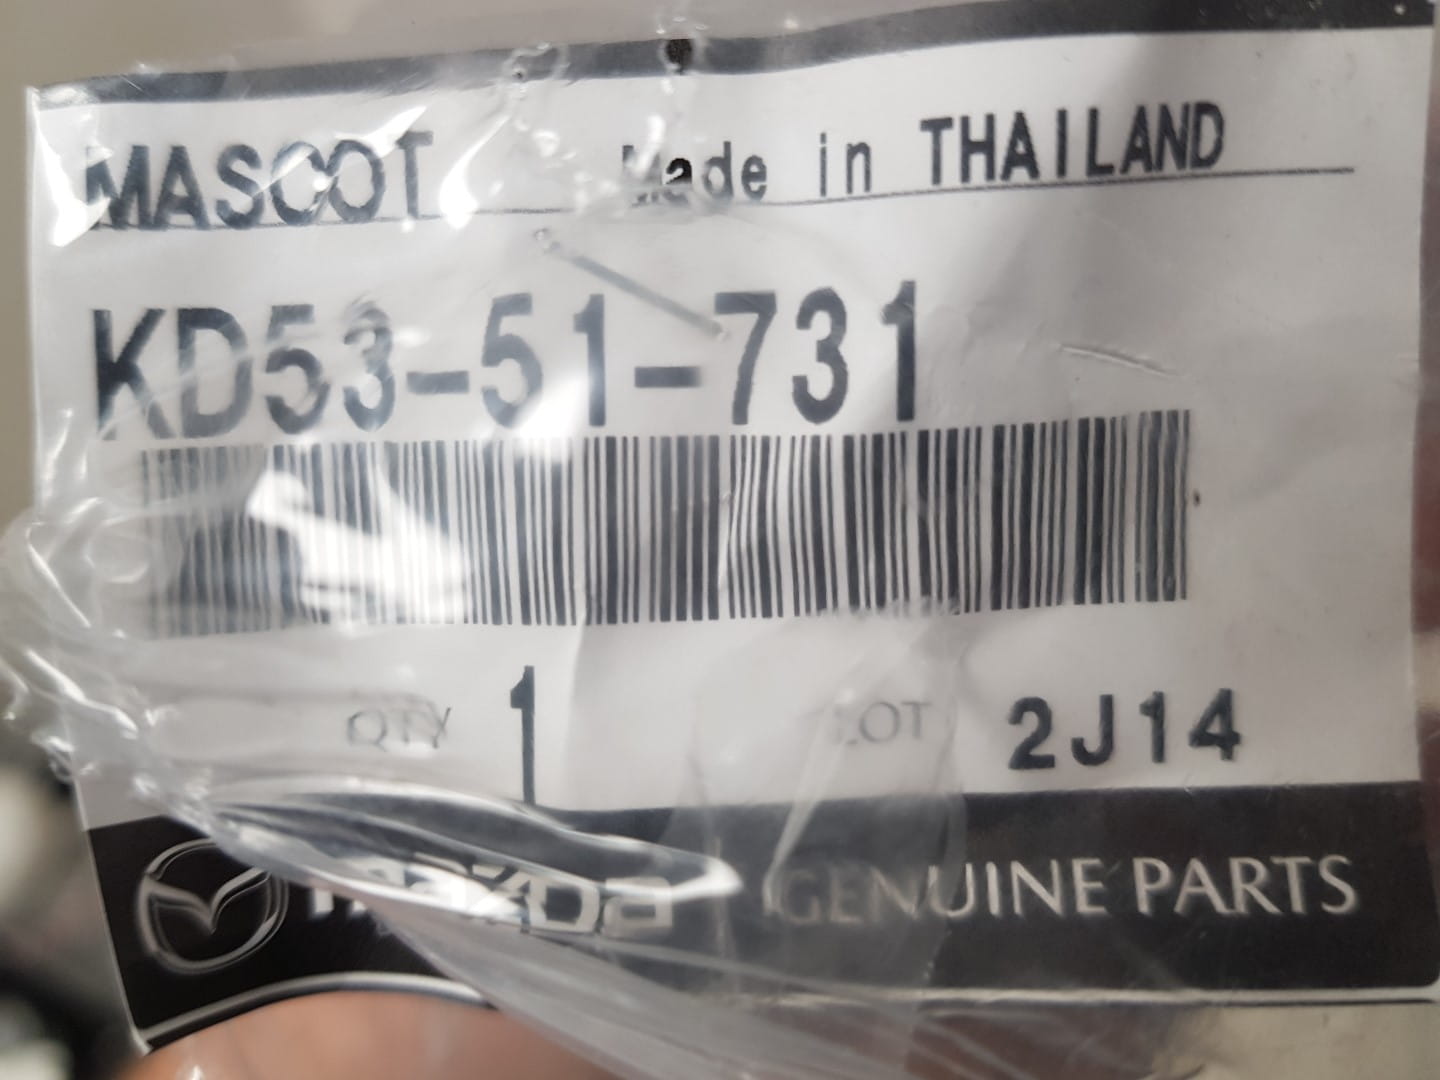 MASCOT Made in THAILAND
KD53-51-731
QTY 1 LOT 2J14
mazda GENUINE PARTS